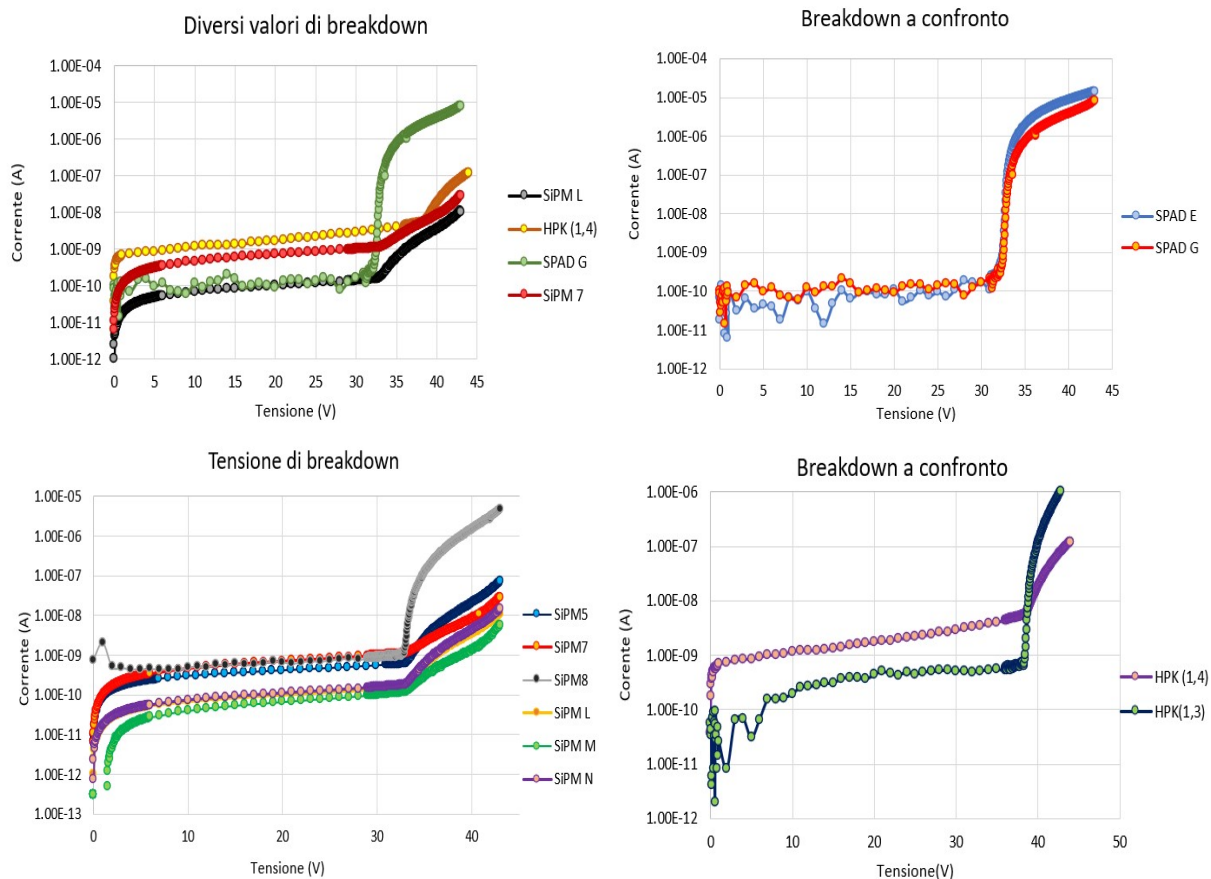 Diversi valori di breakdown
Corrente (A)
1.00E-04
1.00E-05
1.00E-06
1.00E-07
1.00E-08
1.00E-09
1.00E-10
1.00E-11
1.00E-12
0 5 10 15 20 25 30 35 40 45
Tensione (V)
SiPM L
HPK (1,4)
SPAD G
SiPM 7
Breakdown a confronto
Corrente (A)
1.00E-04
1.00E-05
1.00E-06
1.00E-07
1.00E-08
1.00E-09
1.00E-10
1.00E-11
1.00E-12
0 5 10 15 20 25 30 35 40 45
Tensione (V)
SPAD E
SPAD G
Tensione di breakdown
Corrente (A)
1.00E-05
1.00E-06
1.00E-07
1.00E-08
1.00E-09
1.00E-10
1.00E-11
1.00E-12
1.00E-13
0 10 20 30 40
Tensione (V)
SiPM5
SiPM7
SiPM8
SiPM L
SiPM M
SiPM N
Breakdown a confronto
Corrente (A)
1.00E-06
1.00E-07
1.00E-08
1.00E-09
1.00E-10
1.00E-11
1.00E-12
0 10 20 30 40 50
Tensione(V)
HPK (1,4)
HPK(1,3)